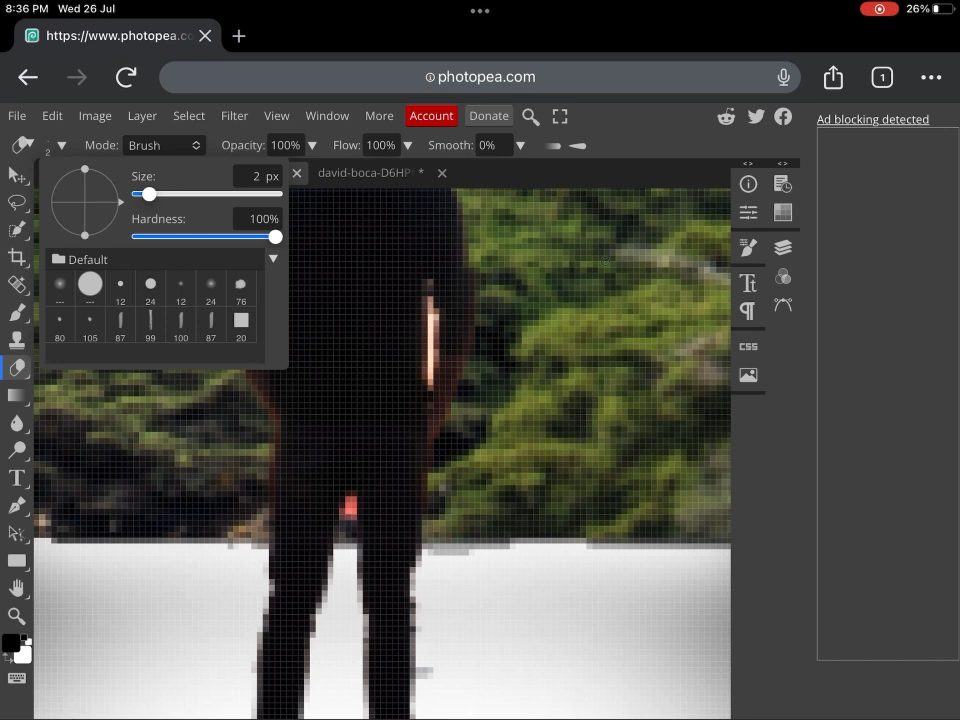 8:36 PM Wed 26 Jul
26%
https://www.photopea.co
photopea.com
1
File Edit Image Layer Select Filter View Window More Account Donate
Ad blocking detected
2 Mode: Brush Opacity: 100% Flow: 100% Smooth: 0%
david-boca-D6HP *
Size: 2 px
Hardness: 100%
Default
--- --- 12 24 12 24 76
80 105 87 99 100 87 20
CSS